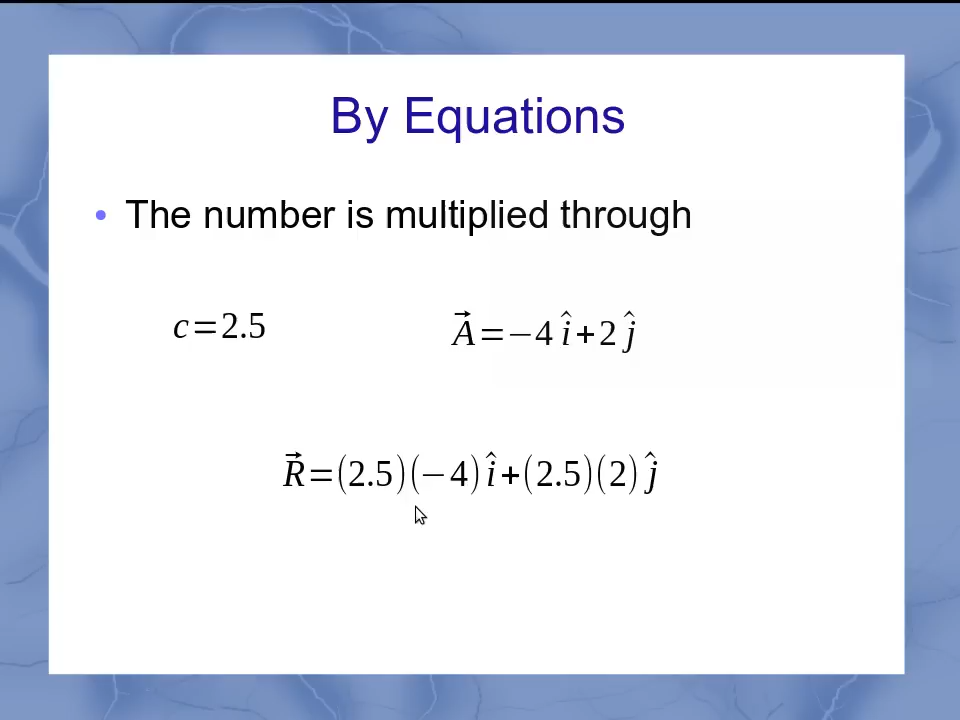 By Equations
• The number is multiplied through
c=2.5
A⃗=−4 î+2 ĵ
R⃗=(2.5)(−4) î+(2.5)(2) ĵ